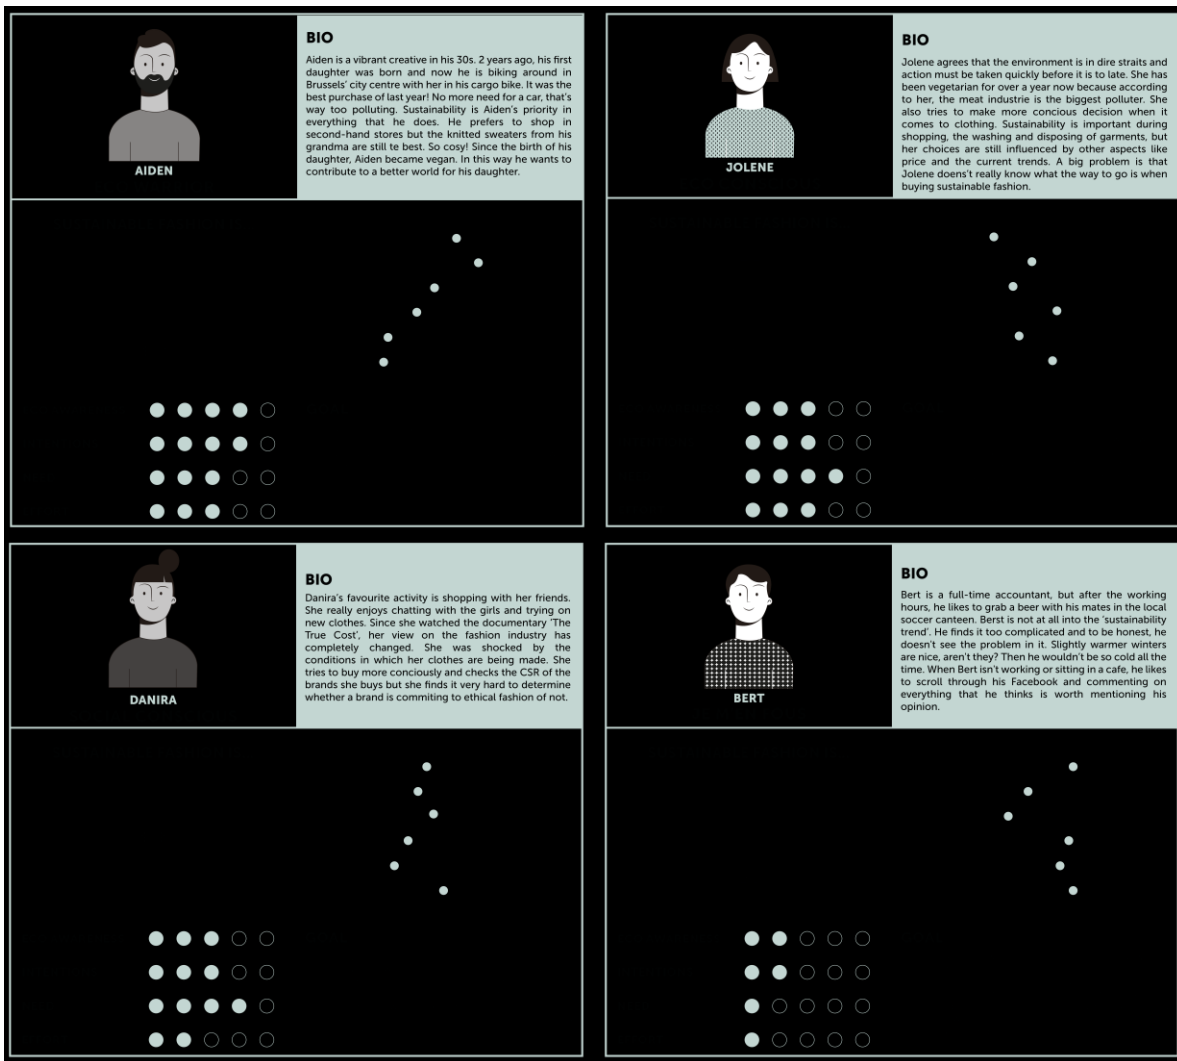 BIO
Aiden is a vibrant creative in his 30s. 2 years ago, his first
daughter was born and now he is biking around in
Brussels' city centre with her in his cargo bike. It was the
best purchase of last year! No more need for a car, that's
way too polluting. Sustainability is Aiden's priority in
everything that he does. He prefers to shop in
second-hand stores but the knitted sweaters from his
grandma are still te best. So cosy! Since the birth of his
daughter, Aiden became vegan. In this way he wants to
contribute to a better world for his daughter.
AIDEN
BIO
Jolene agrees that the environment is in dire straits and
action must be taken quickly before it is to late. She has
been vegetarian for over a year now because according
to her, the meat industrie is the biggest polluter. She
also tries to make more concious decision when it
comes to clothing. Sustainability is important during
shopping, the washing and disposing of garments, but
her choices are still influenced by other aspects like
price and the current trends. A big problem is that
Jolene doens't really know what the way to go is when
buying sustainable fashion.
JOLENE
BIO
Danira's favourite activity is shopping with her friends.
She really enjoys chatting with the girls and trying on
new clothes. Since she watched the documentary 'The
True Cost', her view on the fashion industry has
completely changed. She was shocked by the
conditions in which her clothes are being made. She
tries to buy more conciously and checks the CSR of the
brands she buys but she finds it very hard to determine
whether a brand is commiting to ethical fashion of not.
DANIRA
BIO
Bert is a full-time accountant, but after the working
hours, he likes to grab a beer with his mates in the local
soccer canteen. Berst is not at all into the 'sustainability
trend'. He finds it too complicated and to be honest, he
doesn't see the problem in it. Slightly warmer winters
are nice, aren't they? Then he wouldn't be so cold all the
time. When Bert isn't working or sitting in a cafe, he likes
to scroll through his Facebook and commenting on
everything that he thinks is worth mentioning his
opinion.
BERT